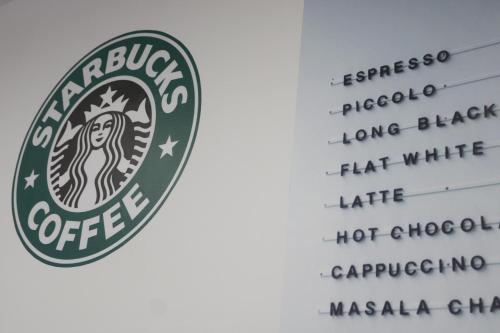 STARBUCKS
COFFEE
ESPRESSO
PICCOLO
LONG BLACK
FLAT WHITE
LATTE
HOT CHOCOLA
CAPPUCCINO
MASALA CHA